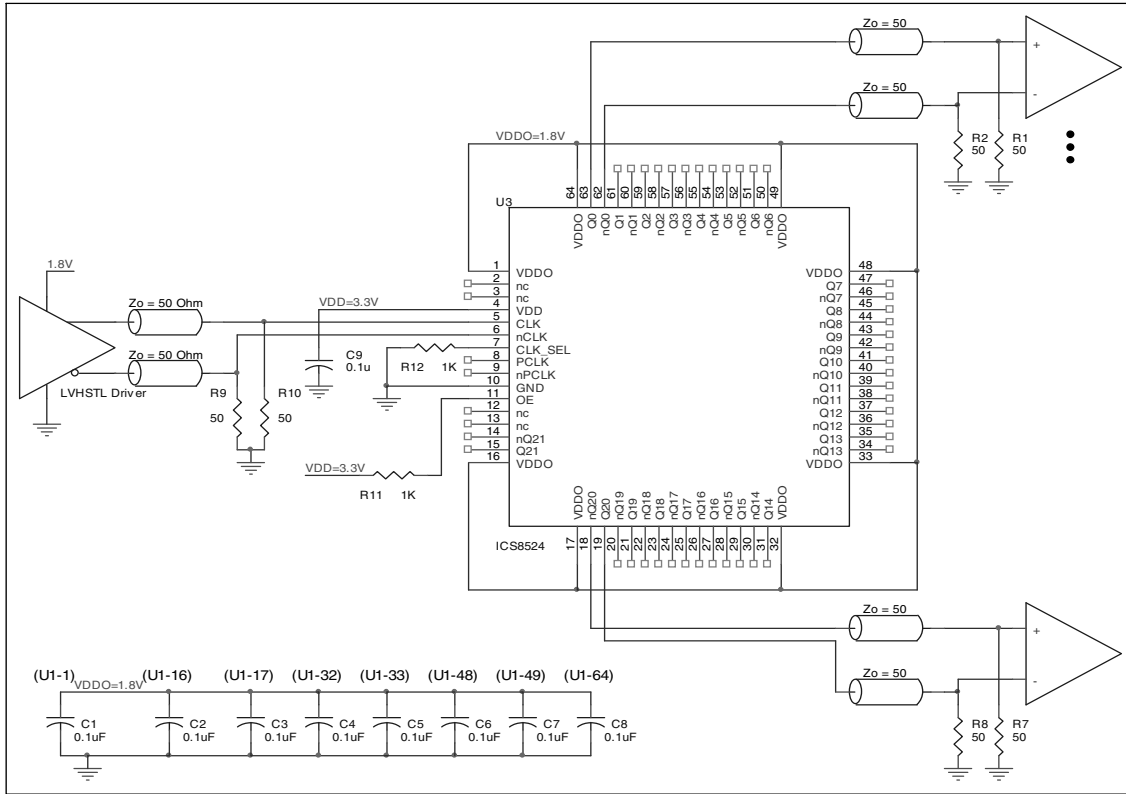 Zo = 50
+
Zo = 50
-
R2
50
R1
50
VDDO=1.8V
U3
64
63
62
61
60
59
58
57
56
55
54
53
52
51
50
49
VDDO
Q0
nQ0
Q1
nQ1
Q2
nQ2
Q3
nQ3
Q4
nQ4
Q5
nQ5
Q6
nQ6
VDDO
1.8V
Zo = 50 Ohm
Zo = 50 Ohm
LVHSTL Driver
R9
50
R10
50
VDD=3.3V
C9
0.1u
R12
1K
VDD=3.3V
R11
1K
1 VDDO
2 nc
3 nc
4 VDD
5 CLK
6 nCLK
7 CLK_SEL
8 PCLK
9 nPCLK
10 GND
11 OE
12 nc
13 nc
14 nQ21
15 Q21
16 VDDO
VDDO 48
Q7 47
nQ7 46
Q8 45
nQ8 44
Q9 43
nQ9 42
Q10 41
nQ10 40
Q11 39
nQ11 38
Q12 37
nQ12 36
Q13 35
nQ13 34
VDDO 33
VDDO
nQ20
Q20
nQ19
Q19
nQ18
Q18
nQ17
Q17
nQ16
Q16
nQ15
Q15
nQ14
Q14
VDDO
ICS8524
17
18
19
20
21
22
23
24
25
26
27
28
29
30
31
32
Zo = 50
+
Zo = 50
-
R8
50
R7
50
(U1-1)
(U1-16)
(U1-17)
(U1-32)
(U1-33)
(U1-48)
(U1-49)
(U1-64)
VDDO=1.8V
C1
0.1uF
C2
0.1uF
C3
0.1uF
C4
0.1uF
C5
0.1uF
C6
0.1uF
C7
0.1uF
C8
0.1uF